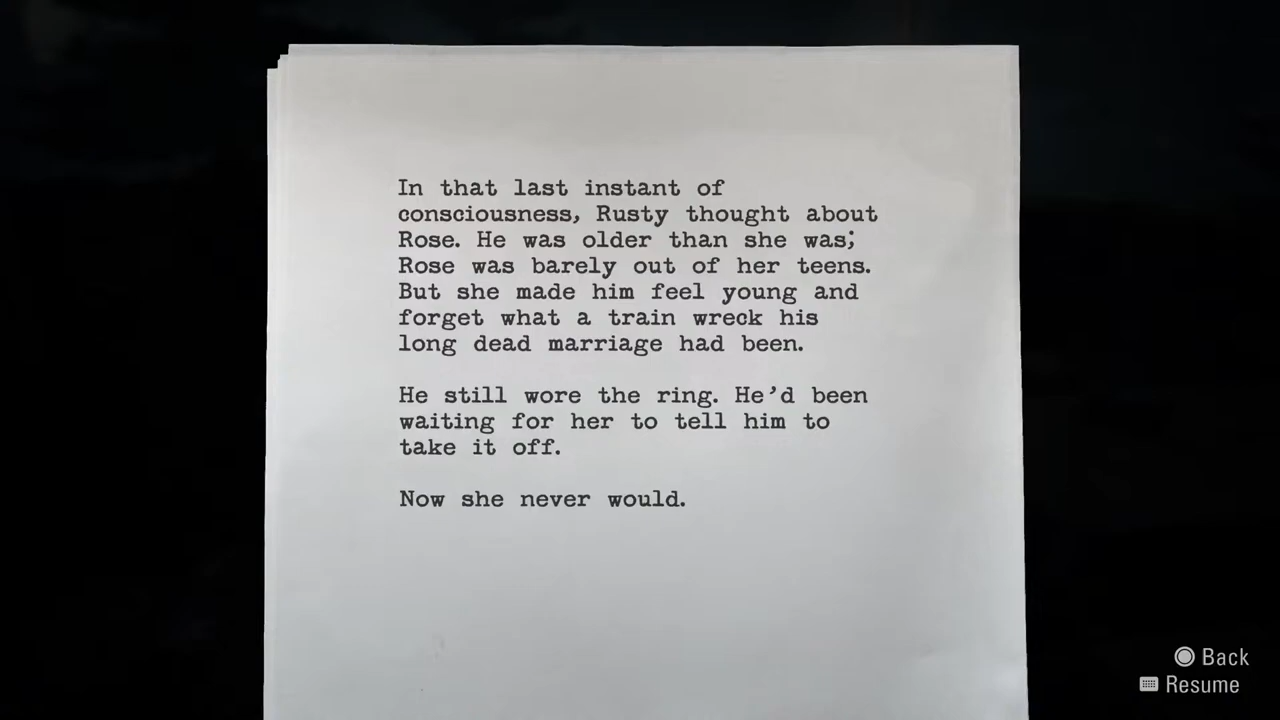 In that last instant of
consciousness, Rusty thought about
Rose. He was older than she was;
Rose was barely out of her teens.
But she made him feel young and
forget what a train wreck his
long dead marriage had been.
He still wore the ring. He’d been
waiting for her to tell him to
take it off.
Now she never would.
Back
Resume